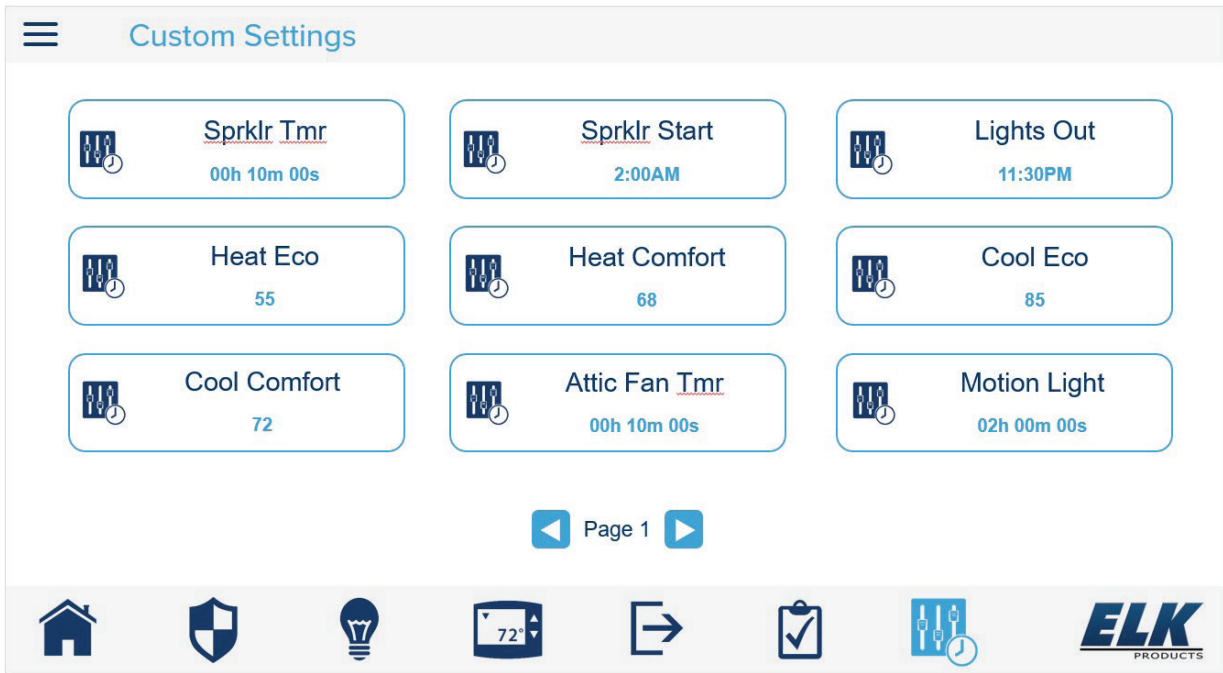 Custom Settings
Sprklr Tmr
00h 10m 00s
Sprklr Start
2:00AM
Lights Out
11:30PM
Heat Eco
55
Heat Comfort
68
Cool Eco
85
Cool Comfort
72
Attic Fan Tmr
00h 10m 00s
Motion Light
02h 00m 00s
Page 1
72°
ELK
PRODUCTS